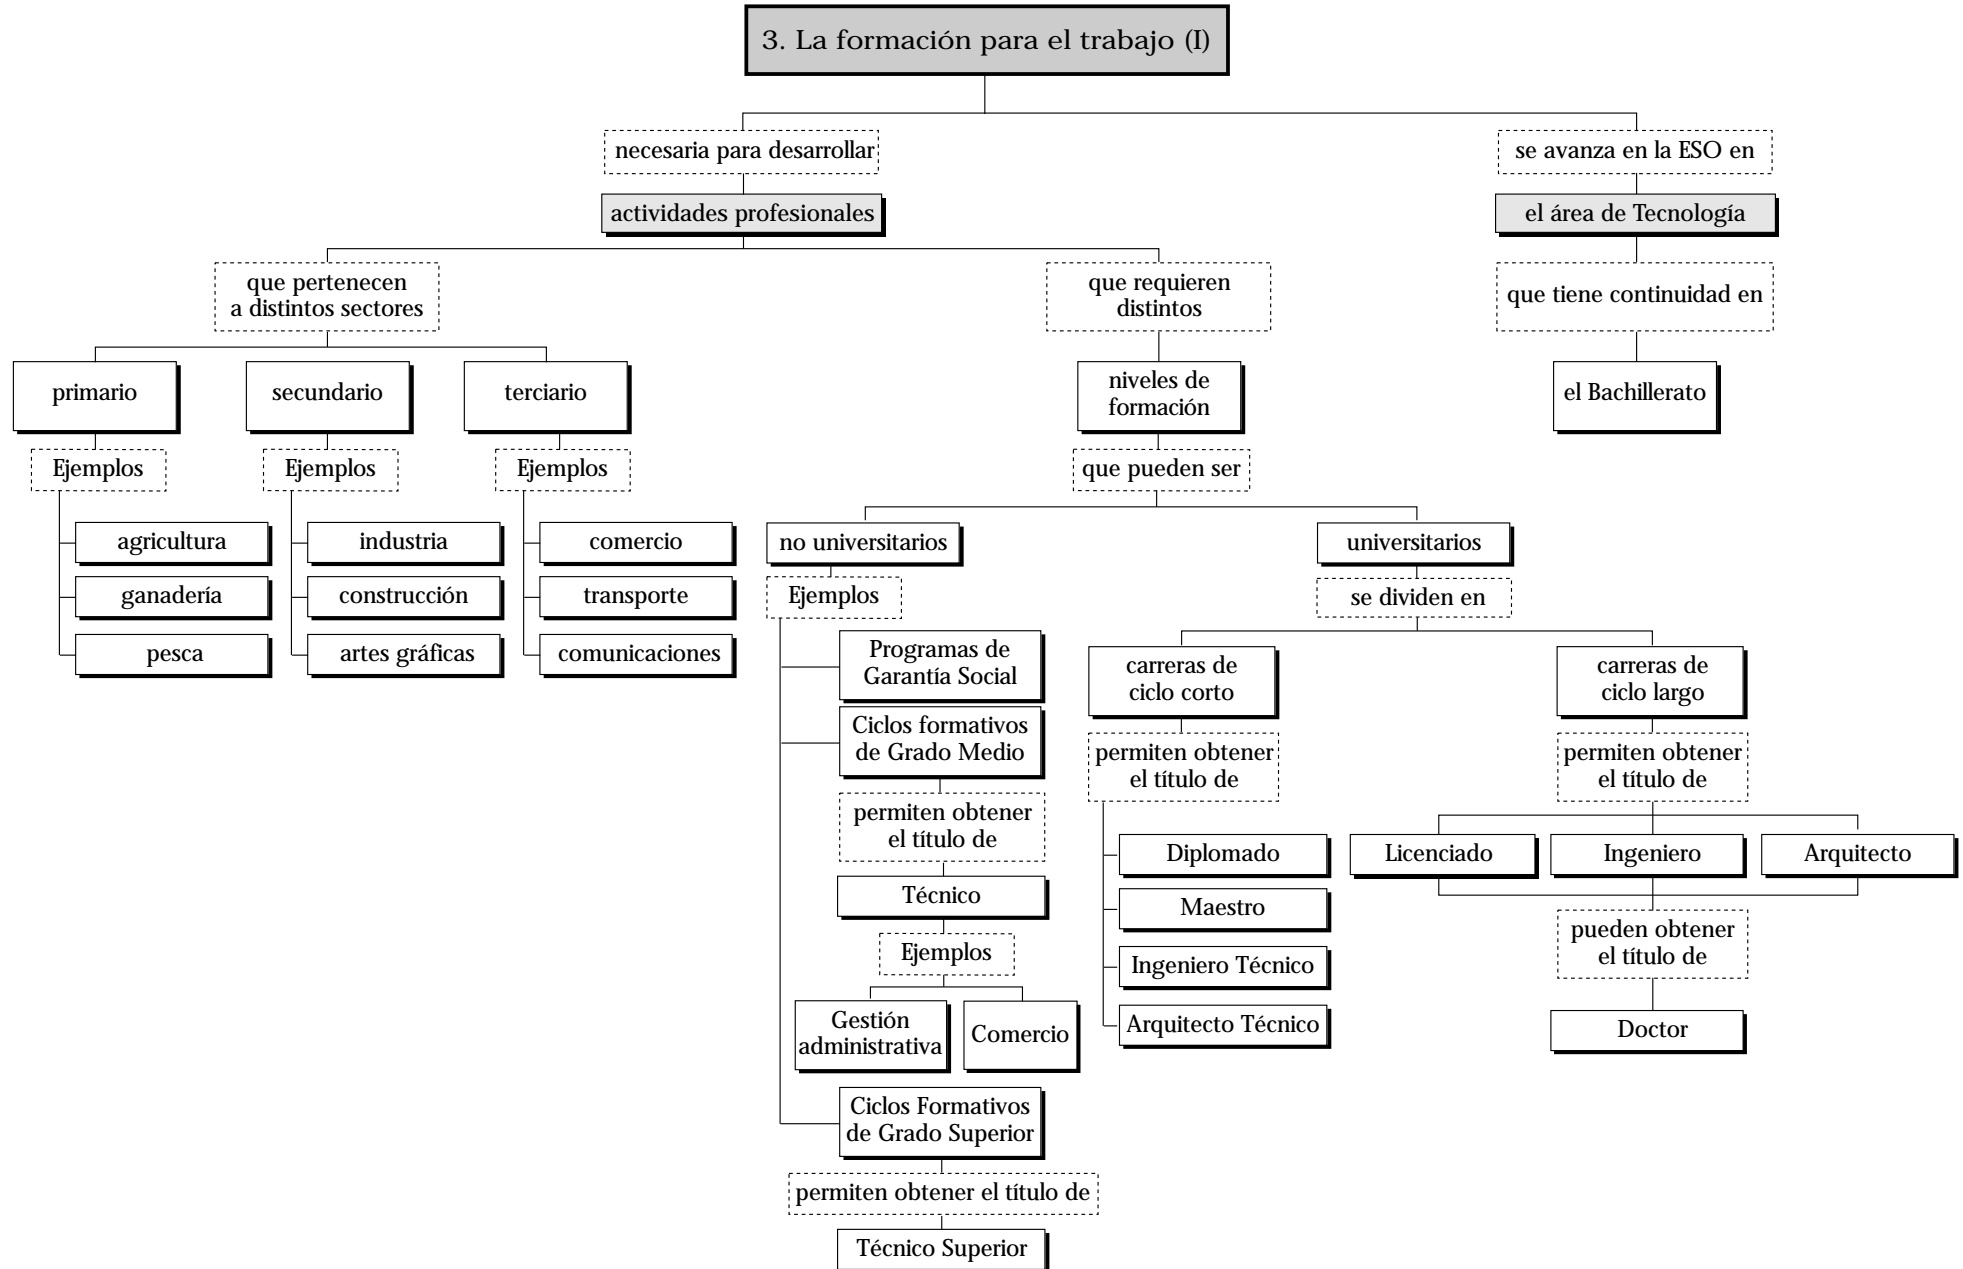 3. La formación para el trabajo (I)
necesaria para desarrollar
se avanza en la ESO en
actividades profesionales
el área de Tecnología
que pertenecen
a distintos sectores
que requieren
distintos
que tiene continuidad en
primario
secundario
terciario
niveles de
formación
el Bachillerato
Ejemplos
Ejemplos
Ejemplos
que pueden ser
agricultura
ganadería
pesca
industria
construcción
artes gráficas
comercio
transporte
comunicaciones
no universitarios
universitarios
Ejemplos
se dividen en
Programas de
Garantía Social
Ciclos formativos
de Grado Medio
permiten obtener
el título de
Técnico
Ejemplos
Gestión
administrativa
Comercio
Ciclos Formativos
de Grado Superior
permiten obtener el título de
Técnico Superior
carreras de
ciclo corto
permiten obtener
el título de
Diplomado
Maestro
Ingeniero Técnico
Arquitecto Técnico
carreras de
ciclo largo
permiten obtener
el título de
Licenciado
Ingeniero
Arquitecto
pueden obtener
el título de
Doctor